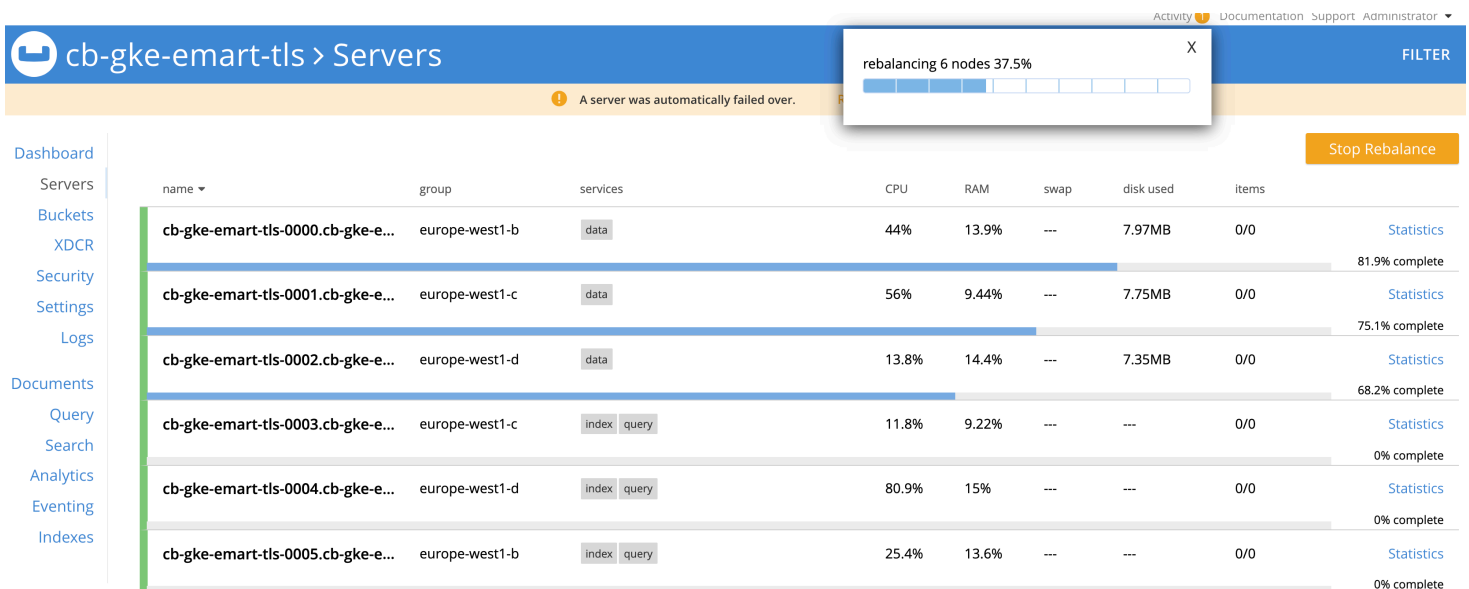 Activity 1 Documentation Support Administrator
cb-gke-emart-tls > Servers
FILTER
rebalancing 6 nodes 37.5%
X
A server was automatically failed over.
Stop Rebalance
Dashboard
Servers
Buckets
XDCR
Security
Settings
Logs
Documents
Query
Search
Analytics
Eventing
Indexes
name group services CPU RAM swap disk used items
cb-gke-emart-tls-0000.cb-gke-e... europe-west1-b data 44% 13.9% --- 7.97MB 0/0 Statistics
81.9% complete
cb-gke-emart-tls-0001.cb-gke-e... europe-west1-c data 56% 9.44% --- 7.75MB 0/0 Statistics
75.1% complete
cb-gke-emart-tls-0002.cb-gke-e... europe-west1-d data 13.8% 14.4% --- 7.35MB 0/0 Statistics
68.2% complete
cb-gke-emart-tls-0003.cb-gke-e... europe-west1-c index query 11.8% 9.22% --- --- 0/0 Statistics
0% complete
cb-gke-emart-tls-0004.cb-gke-e... europe-west1-d index query 80.9% 15% --- --- 0/0 Statistics
0% complete
cb-gke-emart-tls-0005.cb-gke-e... europe-west1-b index query 25.4% 13.6% --- --- 0/0 Statistics
0% complete